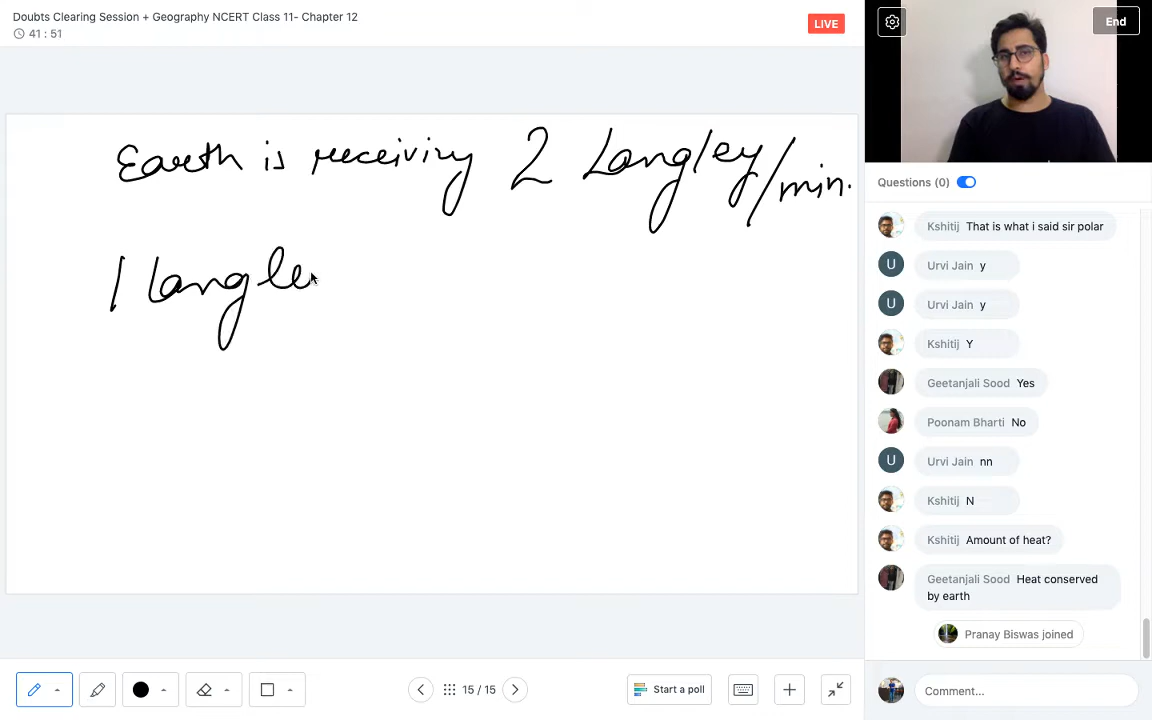 Doubts Clearing Session + Geography NCERT Class 11- Chapter 12
41 : 51
LIVE
End
Earth is receiving 2 Langley/min.
1 Langle
Questions (0)
Kshitij That is what i said sir polar
U Urvi Jain y
U Urvi Jain y
Kshitij Y
Geetanjali Sood Yes
Poonam Bharti No
U Urvi Jain nn
Kshitij N
Kshitij Amount of heat?
Geetanjali Sood Heat conserved
by earth
Pranay Biswas joined
15 / 15
Start a poll
Comment...